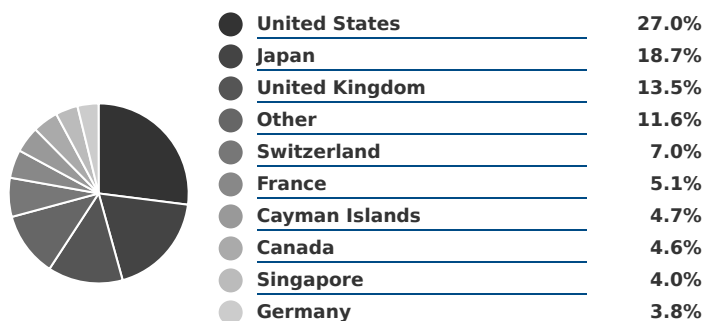 United States 27.0%
Japan 18.7%
United Kingdom 13.5%
Other 11.6%
Switzerland 7.0%
France 5.1%
Cayman Islands 4.7%
Canada 4.6%
Singapore 4.0%
Germany 3.8%